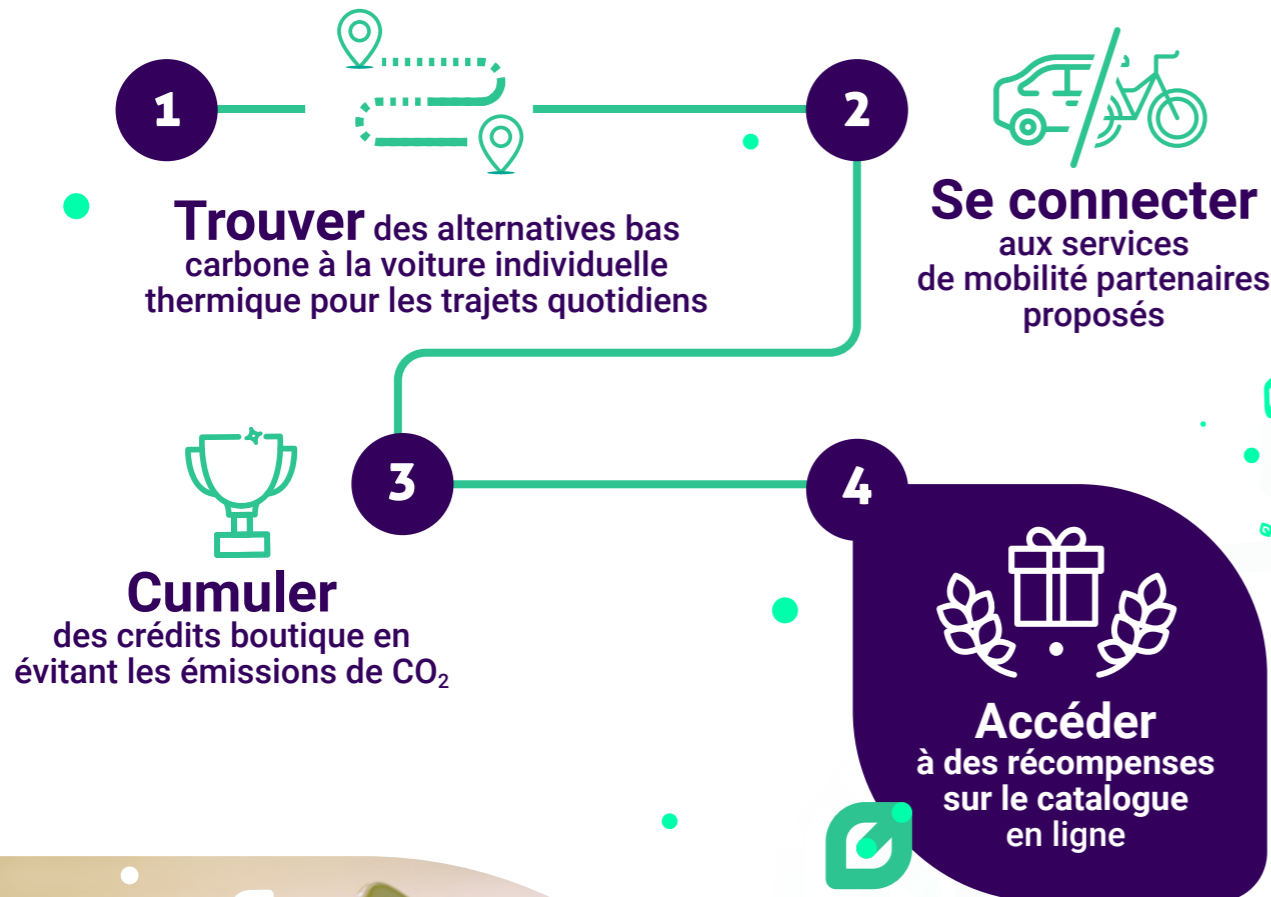 1
Trouver des alternatives bas
carbone à la voiture individuelle
thermique pour les trajets quotidiens
2
Se connecter
aux services
de mobilité partenaires
proposés
3
Cumuler
des crédits boutique en
évitant les émissions de CO₂
4
Accéder
à des récompenses
sur le catalogue
en ligne